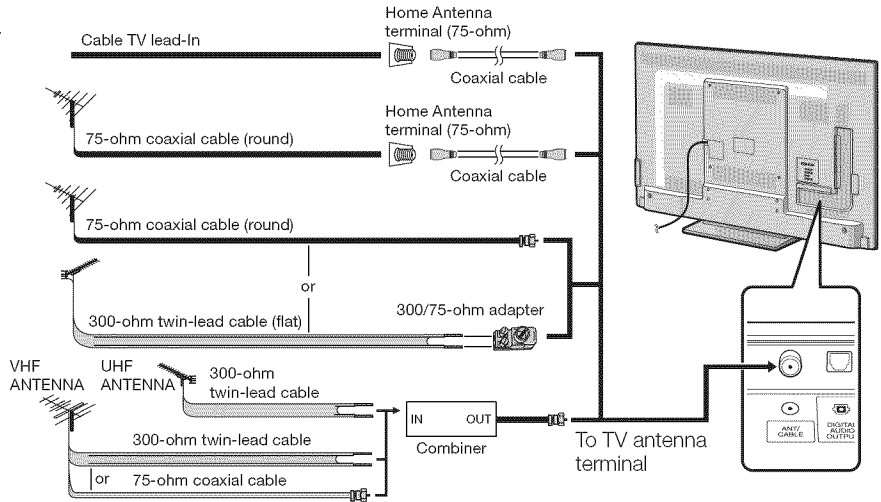 Home Antenna
terminal (75-ohm)
Cable TV lead-In
Coaxial cable
Home Antenna
terminal (75-ohm)
75-ohm coaxial cable (round)
Coaxial cable
75-ohm coaxial cable (round)
or
300-ohm twin-lead cable (flat)
300/75-ohm adapter
VHF
ANTENNA
UHF
ANTENNA
300-ohm
twin-lead cable
IN
OUT
Combiner
300-ohm twin-lead cable
or
75-ohm coaxial cable
To TV antenna
terminal
ANT/
CABLE
DIGITAL
AUDIO
OUTPU